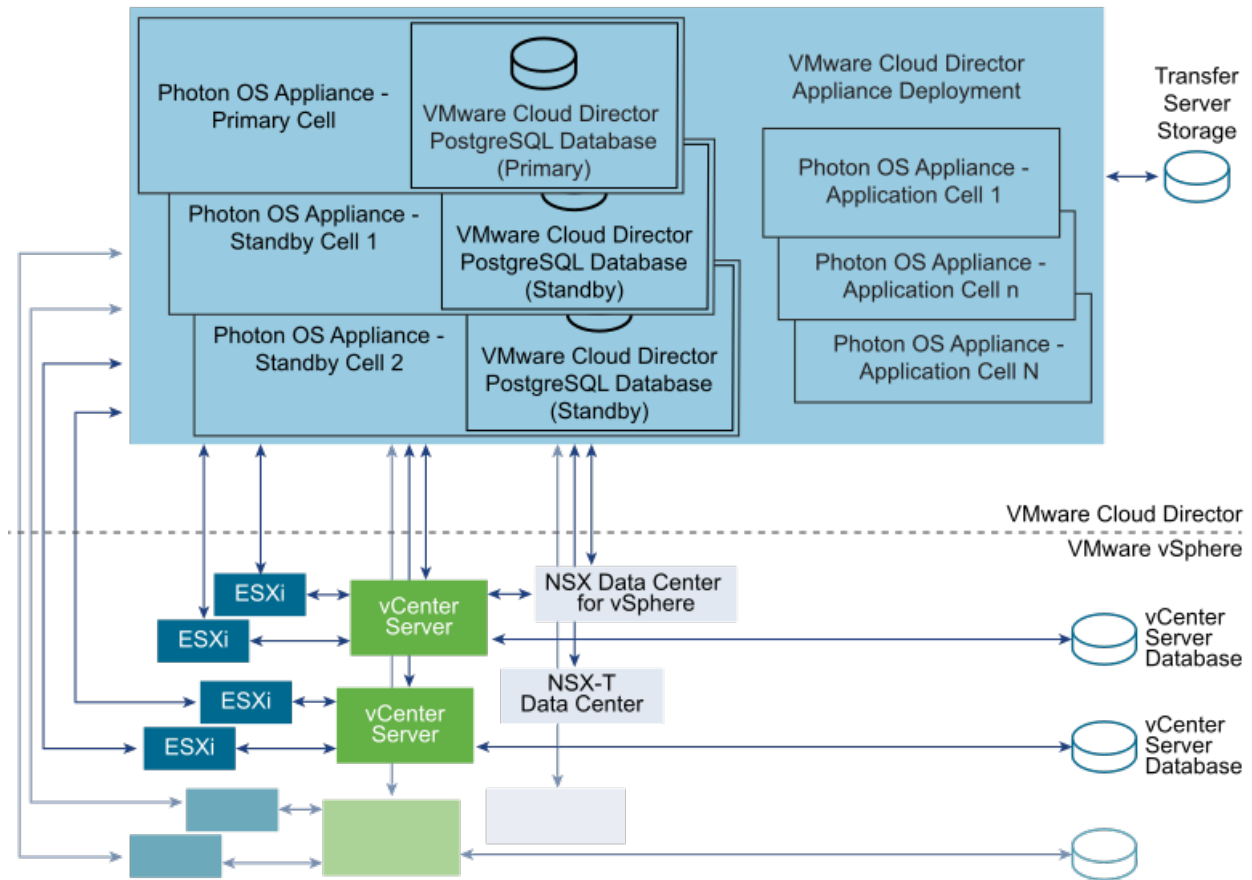 Photon OS Appliance -
Primary Cell
VMware Cloud Director
PostgreSQL Database
(Primary)
Photon OS Appliance -
Standby Cell 1
VMware Cloud Director
PostgreSQL Database
(Standby)
Photon OS Appliance -
Standby Cell 2
VMware Cloud Director
PostgreSQL Database
(Standby)
VMware Cloud Director
Appliance Deployment
Photon OS Appliance -
Application Cell 1
Photon OS Appliance -
Application Cell n
Photon OS Appliance -
Application Cell N
Transfer
Server
Storage
VMware Cloud Director
VMware vSphere
ESXi
ESXi
vCenter
Server
NSX Data Center
for vSphere
vCenter
Server
Database
ESXi
ESXi
vCenter
Server
NSX-T
Data Center
vCenter
Server
Database